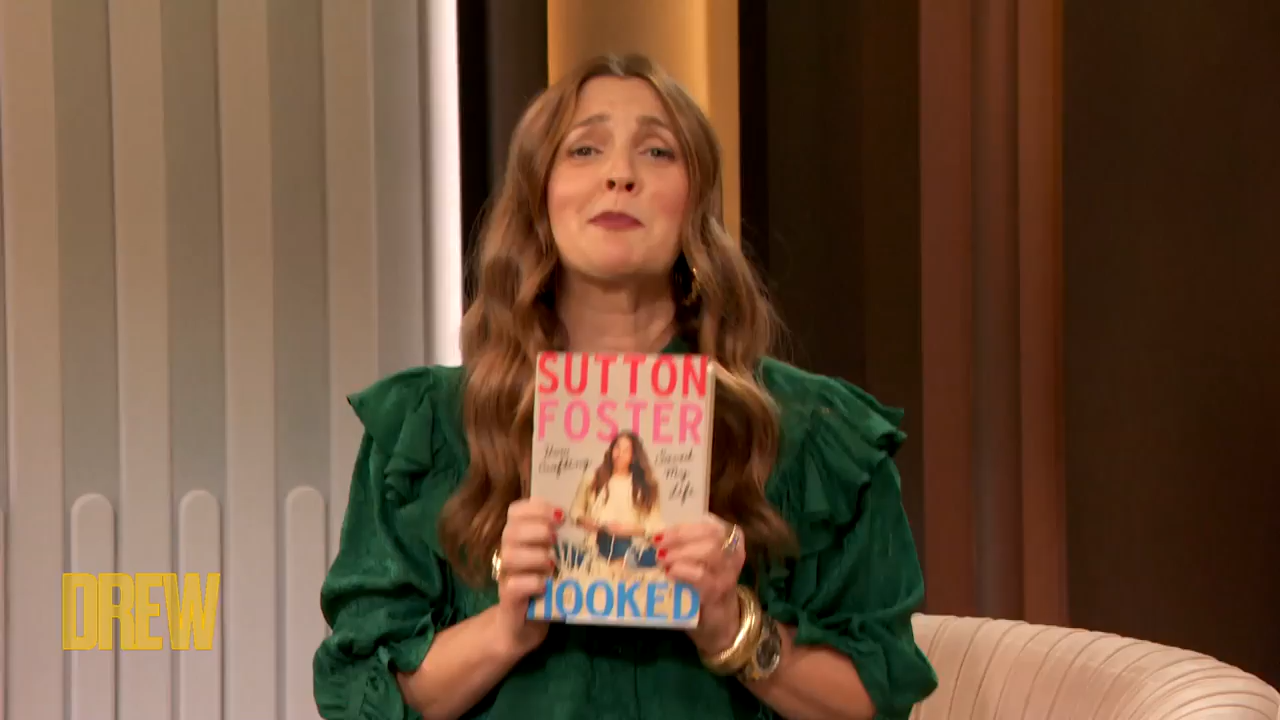 SUTTON
FOSTER
How Saved
Crafting My
Life
HOOKED
DREW